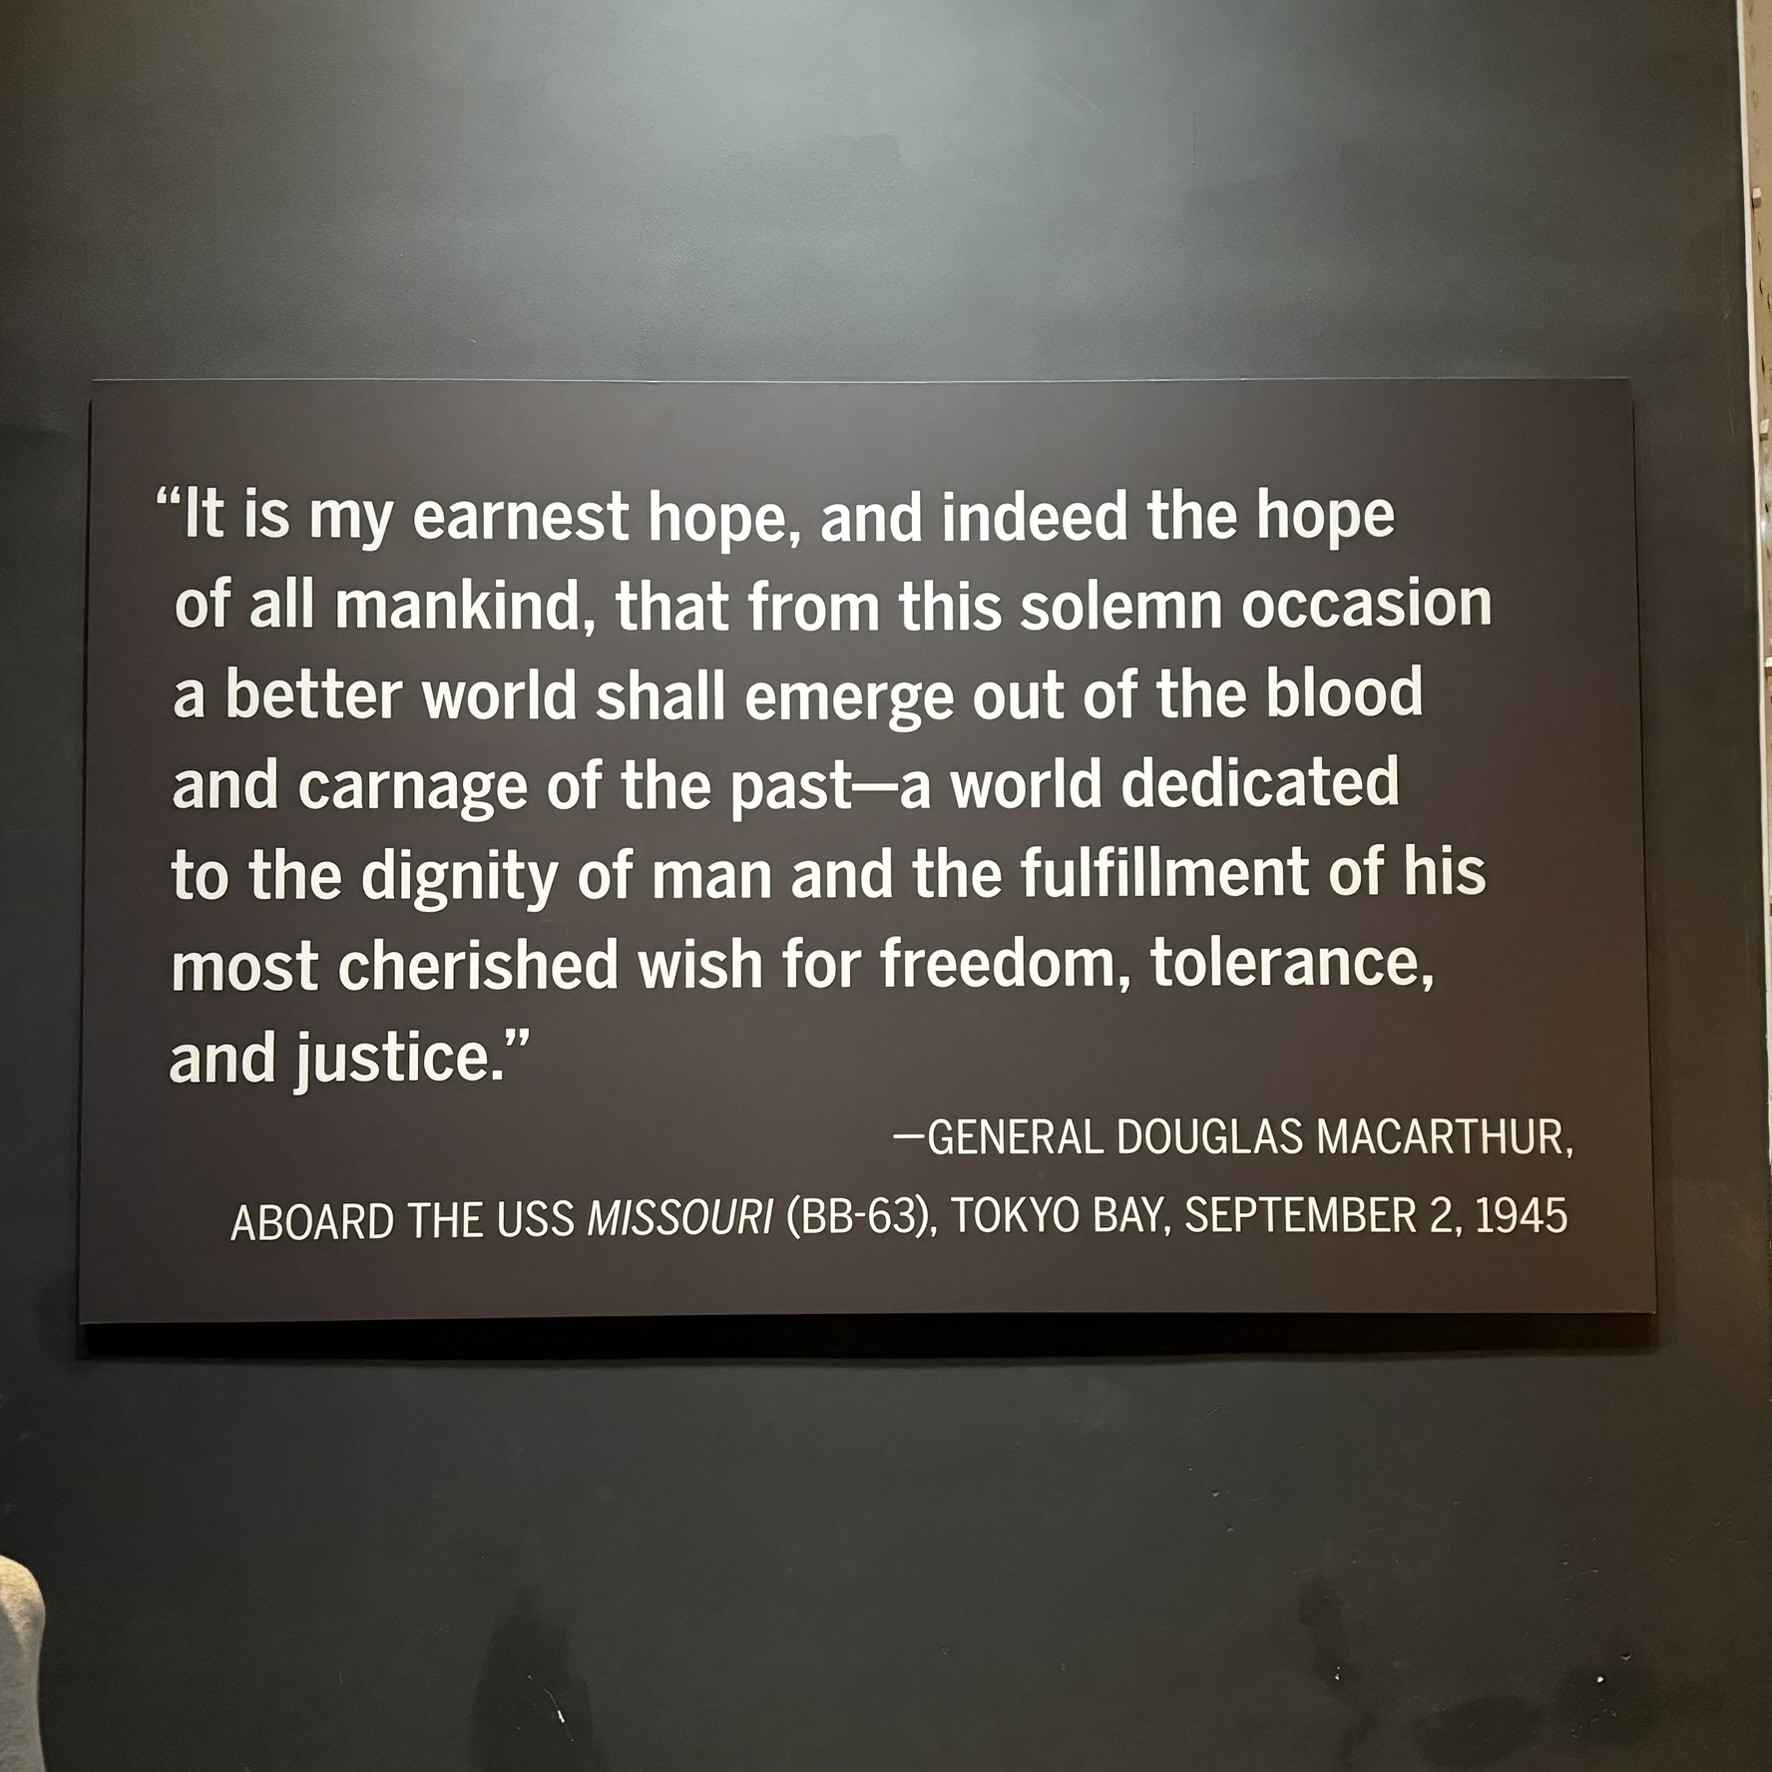 “It is my earnest hope, and indeed the hope
of all mankind, that from this solemn occasion
a better world shall emerge out of the blood
and carnage of the past—a world dedicated
to the dignity of man and the fulfillment of his
most cherished wish for freedom, tolerance,
and justice.”
—GENERAL DOUGLAS MACARTHUR,
ABOARD THE USS MISSOURI (BB-63), TOKYO BAY, SEPTEMBER 2, 1945